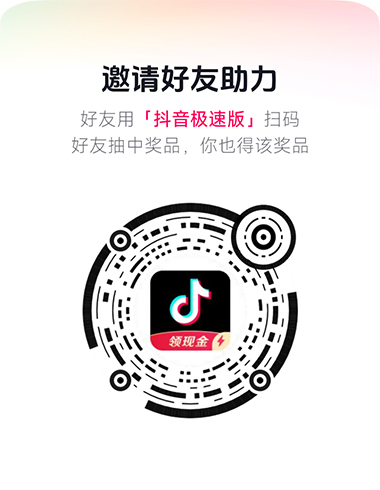 邀请好友助力
好友用「抖音极速版」扫码
好友抽中奖品，你也得该奖品
领现金